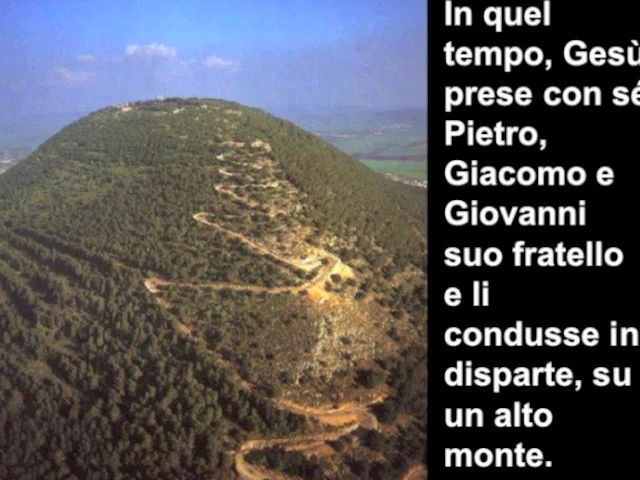 In quel
tempo, Gesù
prese con sé
Pietro,
Giacomo e
Giovanni
suo fratello
e li
condusse in
disparte, su
un alto
monte.